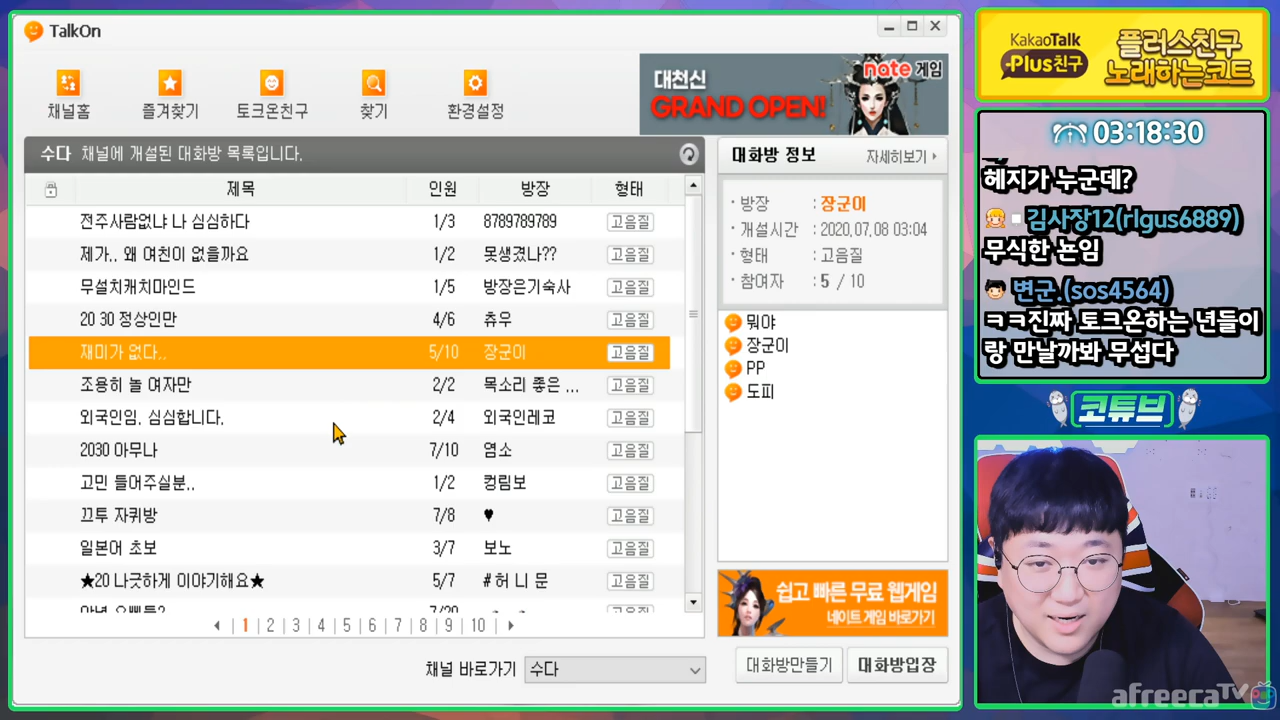 TalkOn
채널홈
즐겨찾기
토크온친구
찾기
환경설정
대천신
GRAND OPEN!
nate 게임
수다 채널에 개설된 대화방 목록입니다.
제목 인원 방장 형태
전주사람없냐 나 심심하다 1/3 8789789789 고음질
제가.. 왜 여친이 없을까요 1/2 못생겼나?? 고음질
무설치캐치마인드 1/5 방장은기숙사 고음질
20 30 정상인만 4/6 츄우 고음질
재미가 없다.. 5/10 장군이 고음질
조용히 놀 여자만 2/2 목소리 좋은 ... 고음질
외국인임, 심심합니다. 2/4 외국인레코 고음질
2030 아무나 7/10 염소 고음질
고민 들어주실분.. 1/2 컹림보 고음질
끄투 자퀴방 7/8 ♥ 고음질
일본어 초보 3/7 보노 고음질
★20 나긋하게 이야기해요★ 5/7 #허 니 문 고음질
1 2 3 4 5 6 7 8 9 10
채널 바로가기 수다
대화방 정보 자세히보기
방장 : 장군이
개설시간 : 2020.07.08 03:04
형태 : 고음질
참여자 : 5 / 10
뭐야
장군이
PP
도피
쉽고 빠른 무료 웹게임
네이트 게임 바로가기
대화방만들기 대화방입장
KakaoTalk
Plus친구
플러스친구
노래하는코트
03:18:30
헤지가 누군데?
김사장12(rlgus6889)
무식한 뇬임
변군.(sos4564)
ㅋㅋ진짜 토크온하는 년들이
랑 만날까봐 무섭다
코튜브
afreecaTV